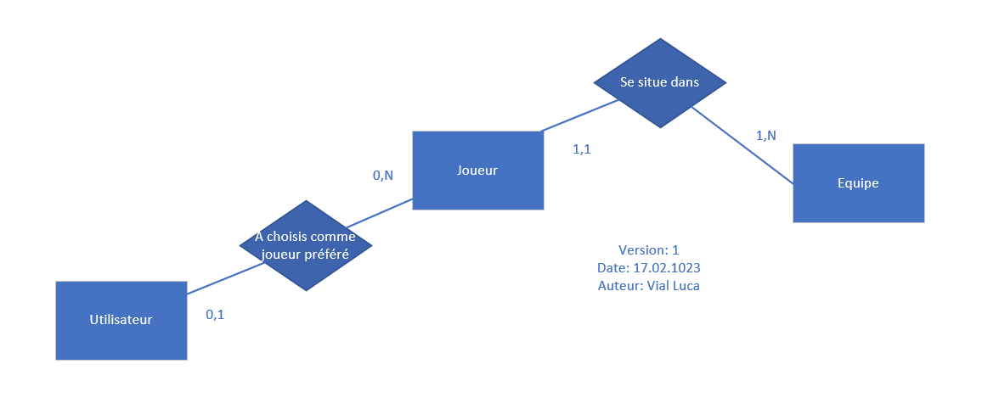 Se situe dans
1,N
1,1
Joueur
Equipe
0,N
A choisis comme
joueur préféré
Version: 1
Date: 17.02.1023
Auteur: Vial Luca
0,1
Utilisateur